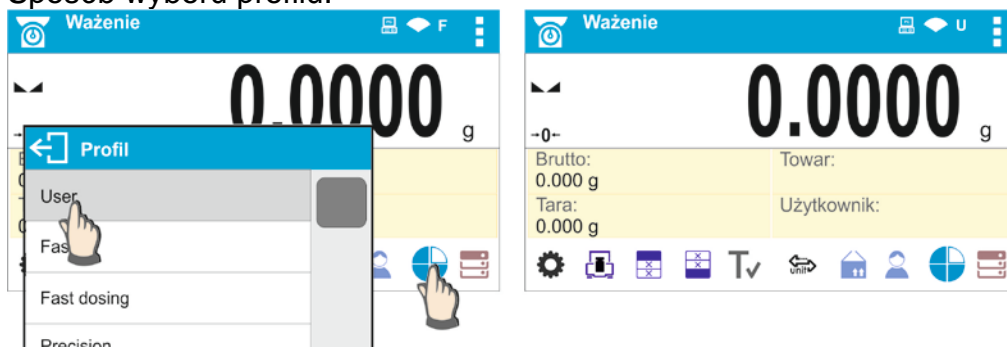 Ważenie F
0.0000 g
Profil
User
Fast dosing
Ważenie U
0.0000 g
→0←
Brutto:
0.000 g
Towar:
Tara:
0.000 g
Użytkownik:
T
unit